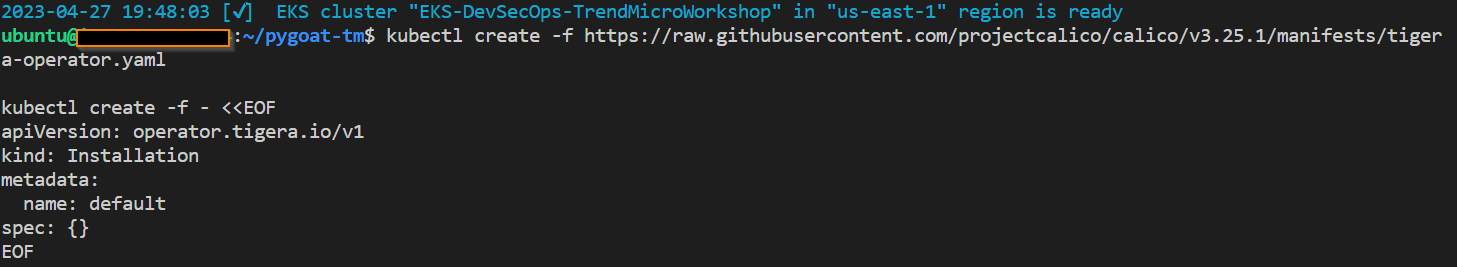 2023-04-27 19:48:03 [✓]  EKS cluster "EKS-DevSecOps-TrendMicroWorkshop" in "us-east-1" region is ready
ubuntu@:~/pygoat-tm$ kubectl create -f https://raw.githubusercontent.com/projectcalico/calico/v3.25.1/manifests/tiger
a-operator.yaml
kubectl create -f - <<EOF
apiVersion: operator.tigera.io/v1
kind: Installation
metadata:
  name: default
spec: {}
EOF